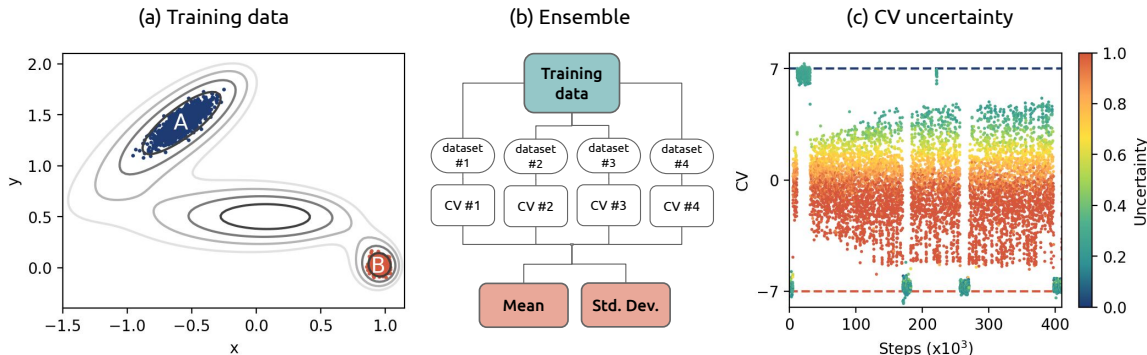 (a) Training data
(b) Ensemble
(c) CV uncertainty
2.0
1.5
1.0
0.5
0.0
y
−1.5
−1.0
−0.5
0.0
0.5
1.0
x
A
B
Training
data
dataset
#1
dataset
#2
dataset
#3
dataset
#4
CV #1
CV #2
CV #3
CV #4
Mean
Std. Dev.
7
0
−7
CV
0
100
200
300
400
Steps (x10³)
1.0
0.8
0.6
0.4
0.2
0.0
Uncertainty